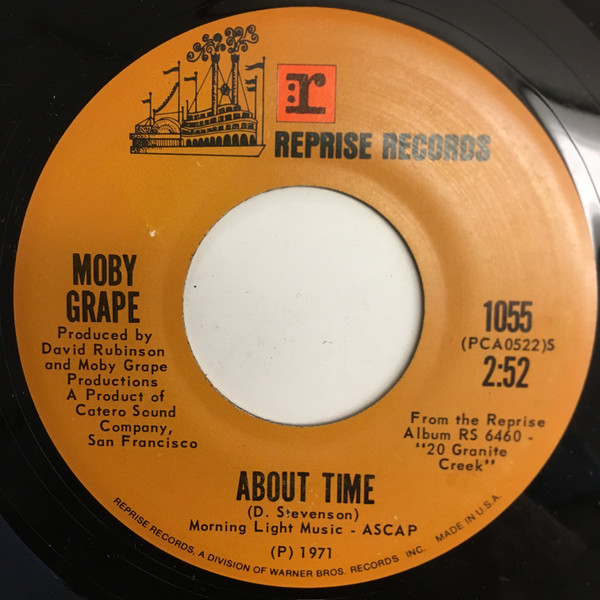 r:
REPRISE RECORDS
MOBY
GRAPE
Produced by
David Rubinson
and Moby Grape
Productions
A Product of
Catero Sound
Company,
San Francisco
1055
(PCA0522)S
2:52
From the Reprise
Album RS 6460 -
"20 Granite
Creek"
ABOUT TIME
(D. Stevenson)
Morning Light Music - ASCAP
(P) 1971
REPRISE RECORDS, A DIVISION OF WARNER BROS. RECORDS INC. MADE IN U.S.A.